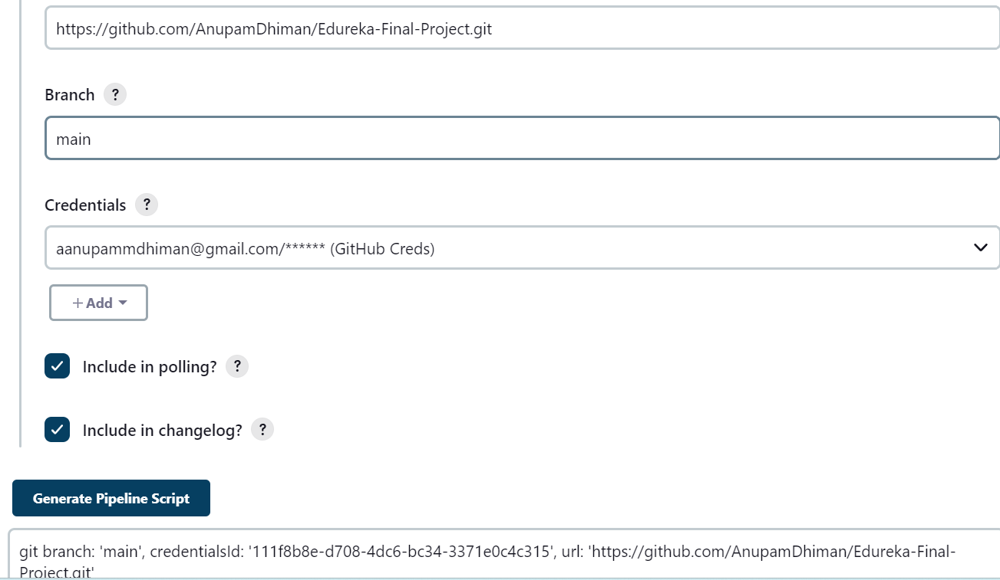 https://github.com/AnupamDhiman/Edureka-Final-Project.git
Branch ?
main
Credentials ?
aanupammdhiman@gmail.com/****** (GitHub Creds)
+ Add
Include in polling? ?
Include in changelog? ?
Generate Pipeline Script
git branch: 'main', credentialsId: '111f8b8e-d708-4dc6-bc34-3371e0c4c315', url: 'https://github.com/AnupamDhiman/Edureka-Final-
Project.git'